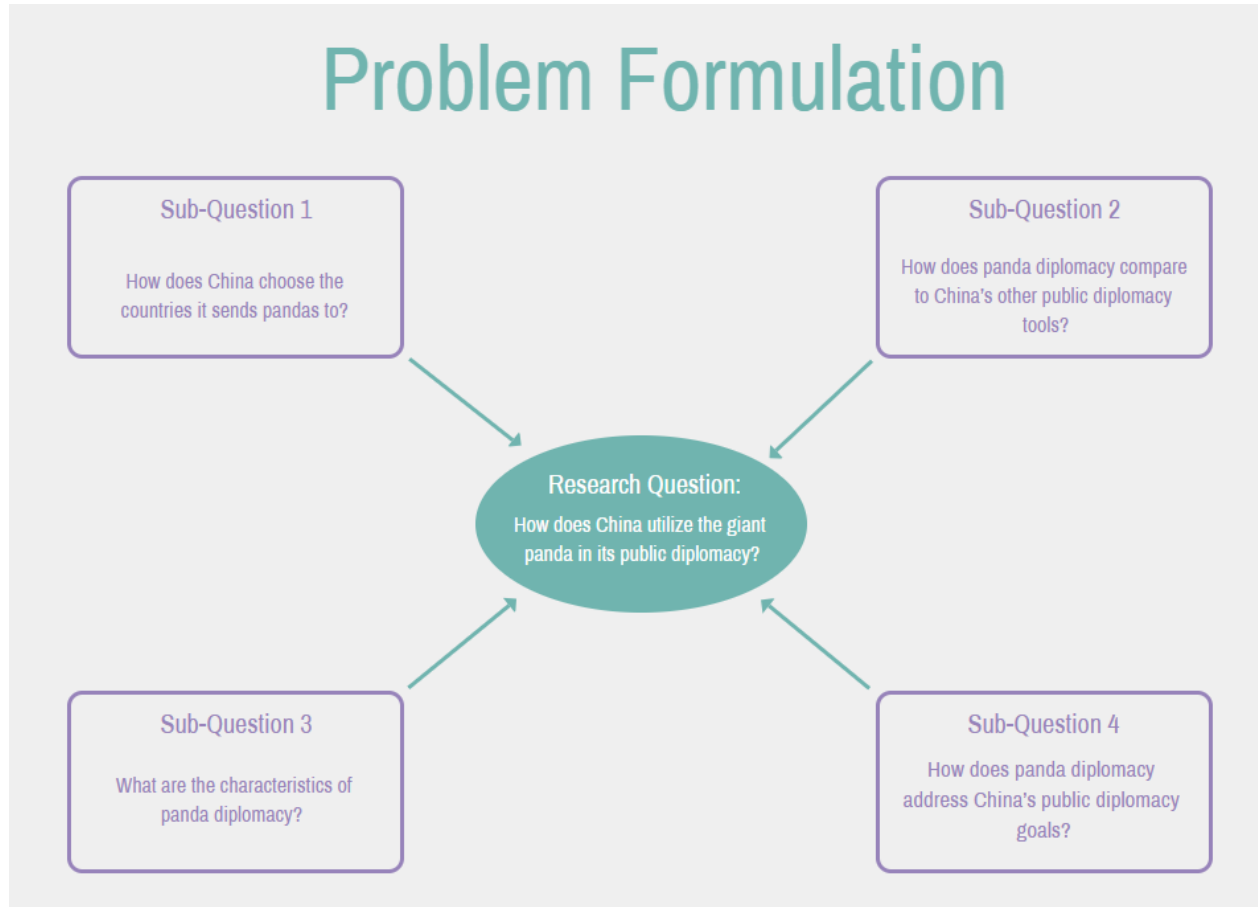 Problem Formulation
Sub-Question 1
How does China choose the
countries it sends pandas to?
Sub-Question 2
How does panda diplomacy compare
to China's other public diplomacy
tools?
Research Question:
How does China utilize the giant
panda in its public diplomacy?
Sub-Question 3
What are the characteristics of
panda diplomacy?
Sub-Question 4
How does panda diplomacy
address China's public diplomacy
goals?